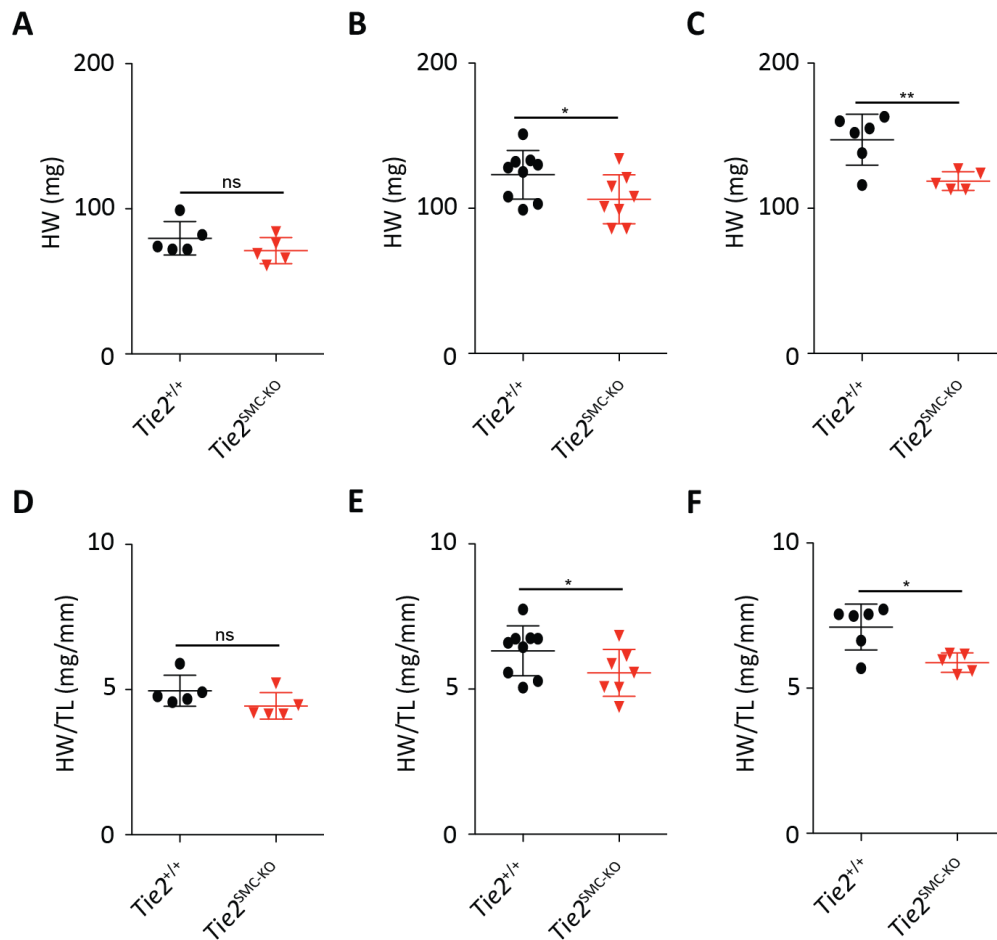 A
HW (mg)
200
100
0
ns
Tie2+/+
Tie2SMC-KO
B
HW (mg)
200
100
0
*
Tie2+/+
Tie2SMC-KO
C
HW (mg)
200
100
0
**
Tie2+/+
Tie2SMC-KO
D
HW/TL (mg/mm)
10
5
0
ns
Tie2+/+
Tie2SMC-KO
E
HW/TL (mg/mm)
10
5
0
*
Tie2+/+
Tie2SMC-KO
F
HW/TL (mg/mm)
10
5
0
*
Tie2+/+
Tie2SMC-KO